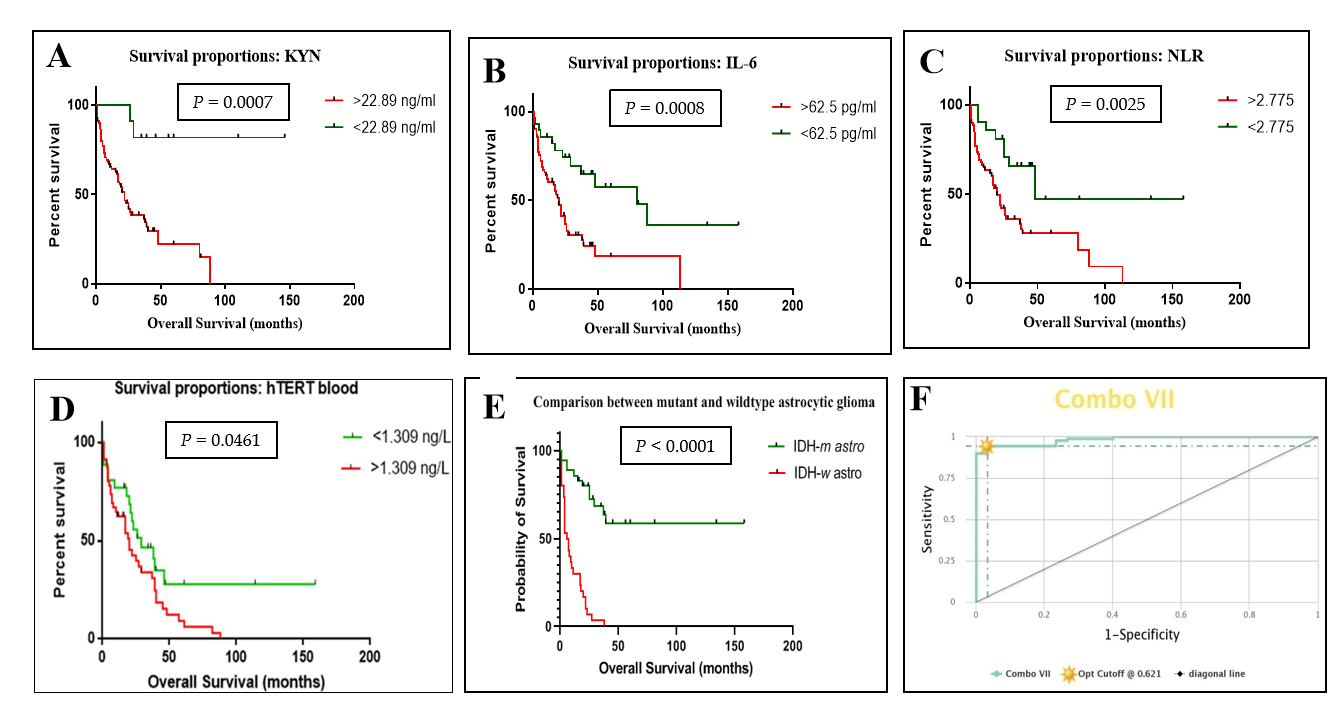 A
Survival proportions: KYN
P = 0.0007
>22.89 ng/ml
<22.89 ng/ml
Percent survival
100
50
0
0 50 100 150 200
Overall Survival (months)
B
Survival proportions: IL-6
P = 0.0008
>62.5 pg/ml
<62.5 pg/ml
Percent survival
100
50
0
0 50 100 150 200
Overall Survival (months)
C
Survival proportions: NLR
P = 0.0025
>2.775
<2.775
Percent survival
100
50
0
0 50 100 150 200
Overall Survival (months)
D
Survival proportions: hTERT blood
P = 0.0461
<1.309 ng/L
>1.309 ng/L
Percent survival
100
50
0
0 50 100 150 200
Overall Survival (months)
E
Comparison between mutant and wildtype astrocytic glioma
P < 0.0001
IDH-m astro
IDH-w astro
Probability of Survival
100
50
0
0 50 100 150 200
Overall Survival (months)
F
Combo VII
Sensitivity
1
0.75
0.5
0.25
0
0 0.2 0.4 0.6 0.8 1
1-Specificity
Combo VII Opt Cutoff @ 0.621 diagonal line